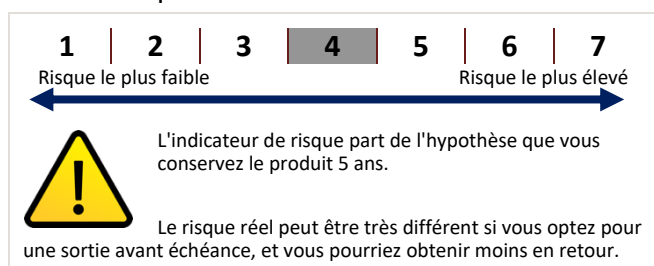 1 2 3 4 5 6 7
Risque le plus faible Risque le plus élevé
L'indicateur de risque part de l'hypothèse que vous
conservez le produit 5 ans.
Le risque réel peut être très différent si vous optez pour
une sortie avant échéance, et vous pourriez obtenir moins en retour.